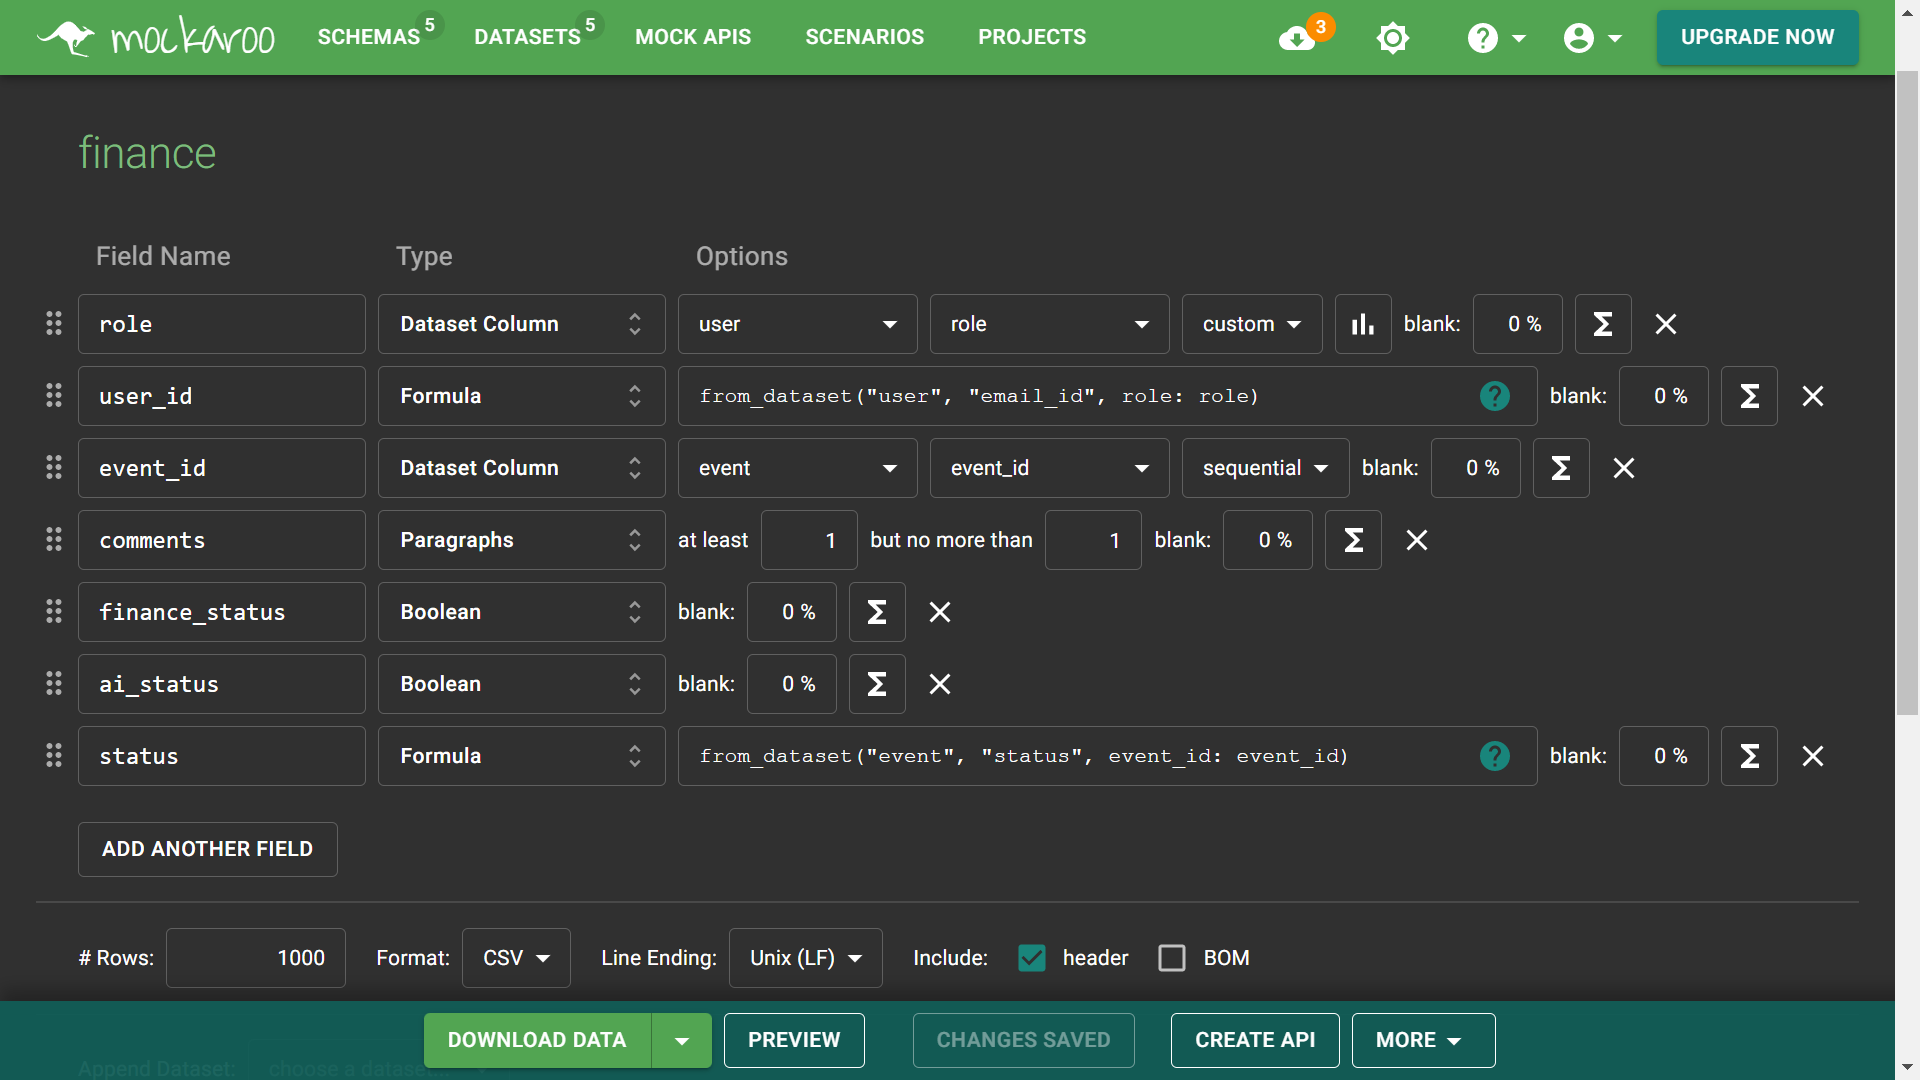 mockaroo SCHEMAS 5 DATASETS 5 MOCK APIS SCENARIOS PROJECTS 3 ? UPGRADE NOW
finance
Field Name Type Options
role Dataset Column user role custom blank: 0 % Σ
user_id Formula from_dataset("user", "email_id", role: role) ? blank: 0 % Σ
event_id Dataset Column event event_id sequential blank: 0 % Σ
comments Paragraphs at least 1 but no more than 1 blank: 0 % Σ
finance_status Boolean blank: 0 % Σ
ai_status Boolean blank: 0 % Σ
status Formula from_dataset("event", "status", event_id: event_id) ? blank: 0 % Σ
ADD ANOTHER FIELD
# Rows: 1000 Format: CSV Line Ending: Unix (LF) Include: header BOM
DOWNLOAD DATA PREVIEW CHANGES SAVED CREATE API MORE
Append Dataset: choose a dataset...